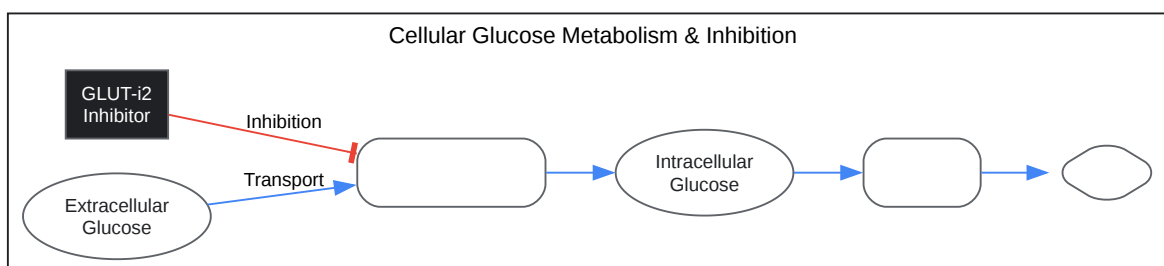 Cellular Glucose Metabolism & Inhibition
GLUT-i2
Inhibitor
Inhibition
Transport
Extracellular
Glucose
Intracellular
Glucose